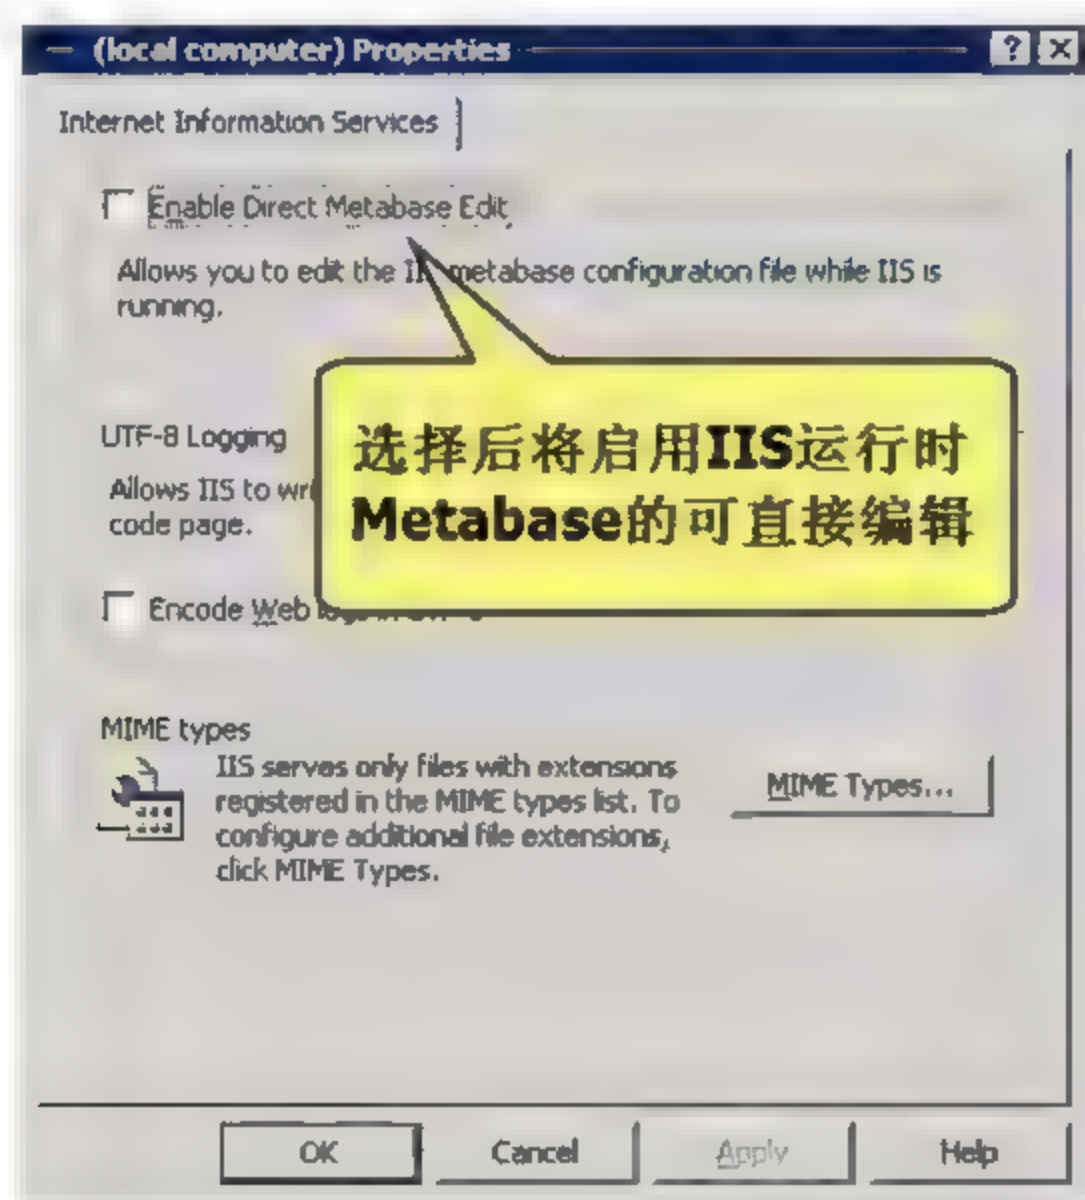 (local computer) Properties
Internet Information Services
Enable Direct Metabase Edit
Allows you to edit the metabase configuration file while IIS is
running.
选择后将启用IIS运行时
Metabase的可直接编辑
UTF-8 Logging
Allows IIS to
code page.
Encode Web
MIME types
IIS serves only files with extensions
registered in the MIME types list. To
configure additional file extensions,
click MIME Types.
MIME Types...
OK
Cancel
Apply
Help